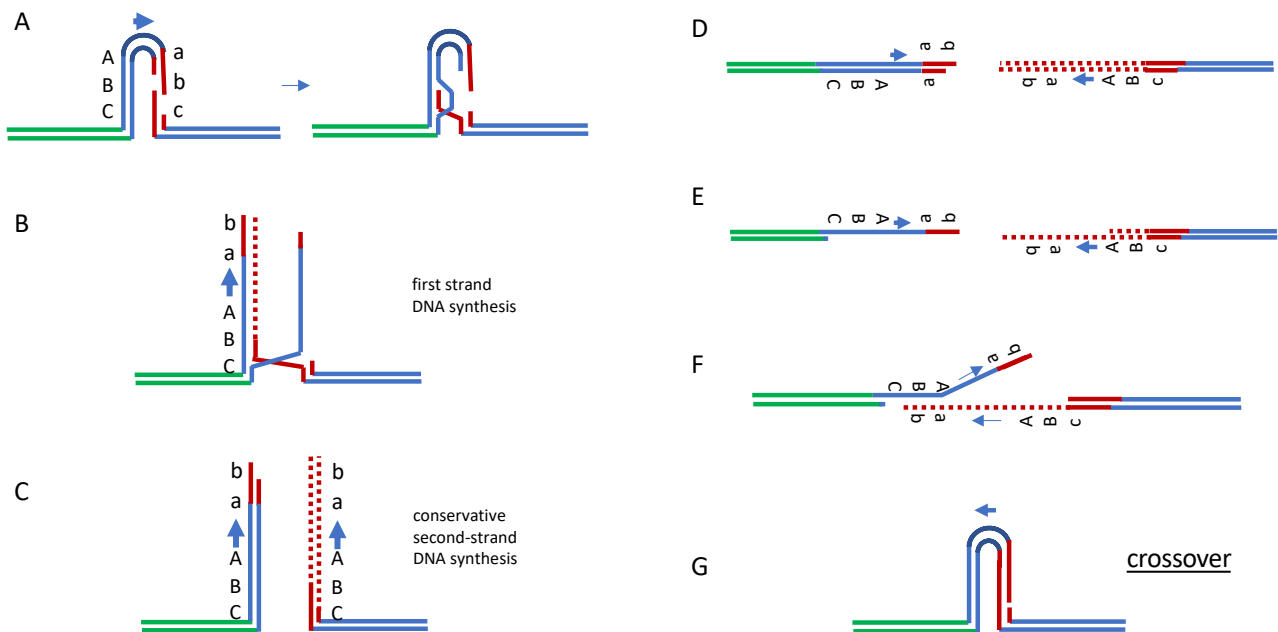 A
A a
B b
C c
B
b
a
A
B
C
first strand
DNA synthesis
C
b b
a a
A A
B B
C C
conservative
second-strand
DNA synthesis
D
a b
C B A a
b a A B c
E
C B A a b
b a A B c
F
C B A a b
b a A B c
G
crossover